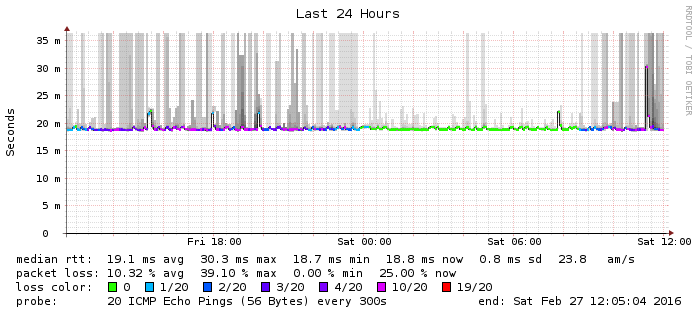 Last 24 Hours
RRDTOOL / TOBI OETIKER
Seconds
35 m
30 m
25 m
20 m
15 m
10 m
5 m
0
Fri 18:00 Sat 00:00 Sat 06:00 Sat 12:00
median rtt: 19.1 ms avg 30.3 ms max 18.7 ms min 18.8 ms now 0.8 ms sd 23.8 am/s
packet loss: 10.32 % avg 39.10 % max 0.00 % min 25.00 % now
loss color: 0 1/20 2/20 3/20 4/20 10/20 19/20
probe: 20 ICMP Echo Pings (56 Bytes) every 300s end: Sat Feb 27 12:05:04 2016